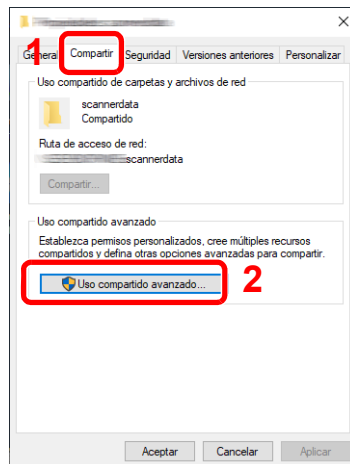 1
General Compartir Seguridad Versiones anteriores Personalizar
Uso compartido de carpetas y archivos de red
scannerdata
Compartido
Ruta de acceso de red:
scannerdata
Compartir...
Uso compartido avanzado
Establezca permisos personalizados, cree múltiples recursos
compartidos y defina otras opciones avanzadas para compartir.
Uso compartido avanzado...
2
Aceptar Cancelar Aplicar